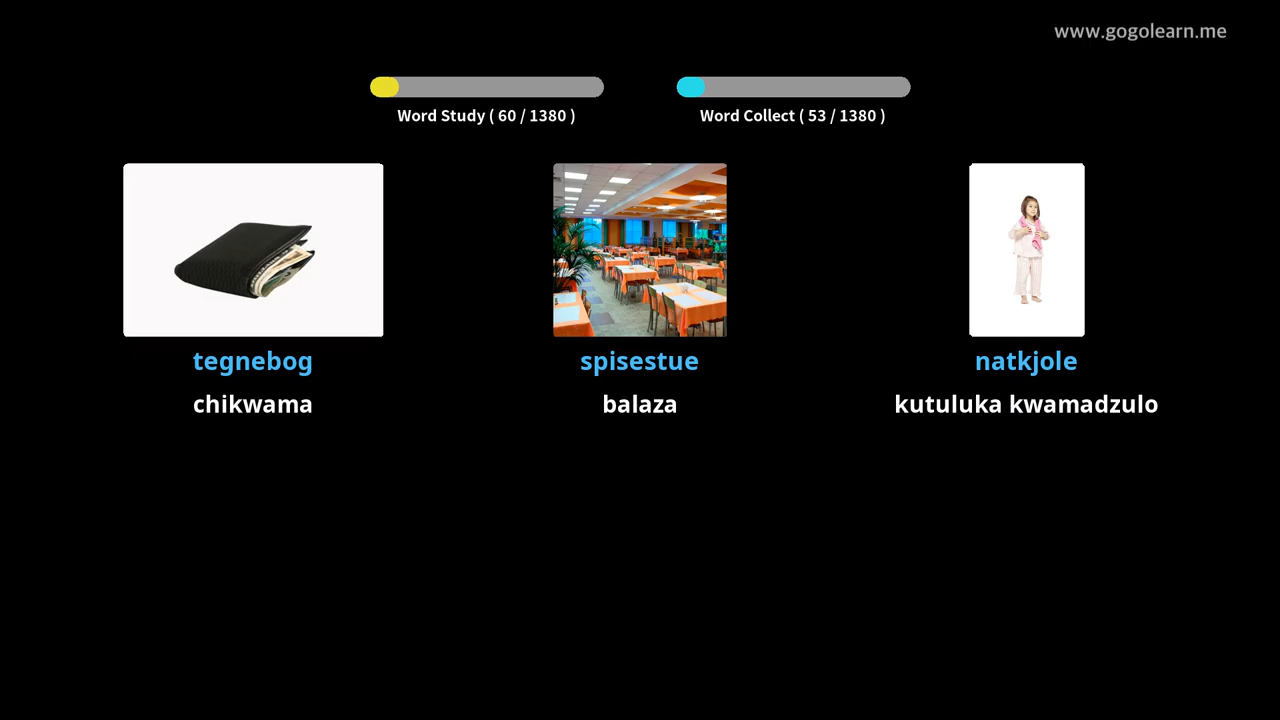 www.gogolearn.me
Word Study ( 60 / 1380 )
Word Collect ( 53 / 1380 )
tegnebog
spisestue
natkjole
chikwama
balaza
kutuluka kwamadzulo